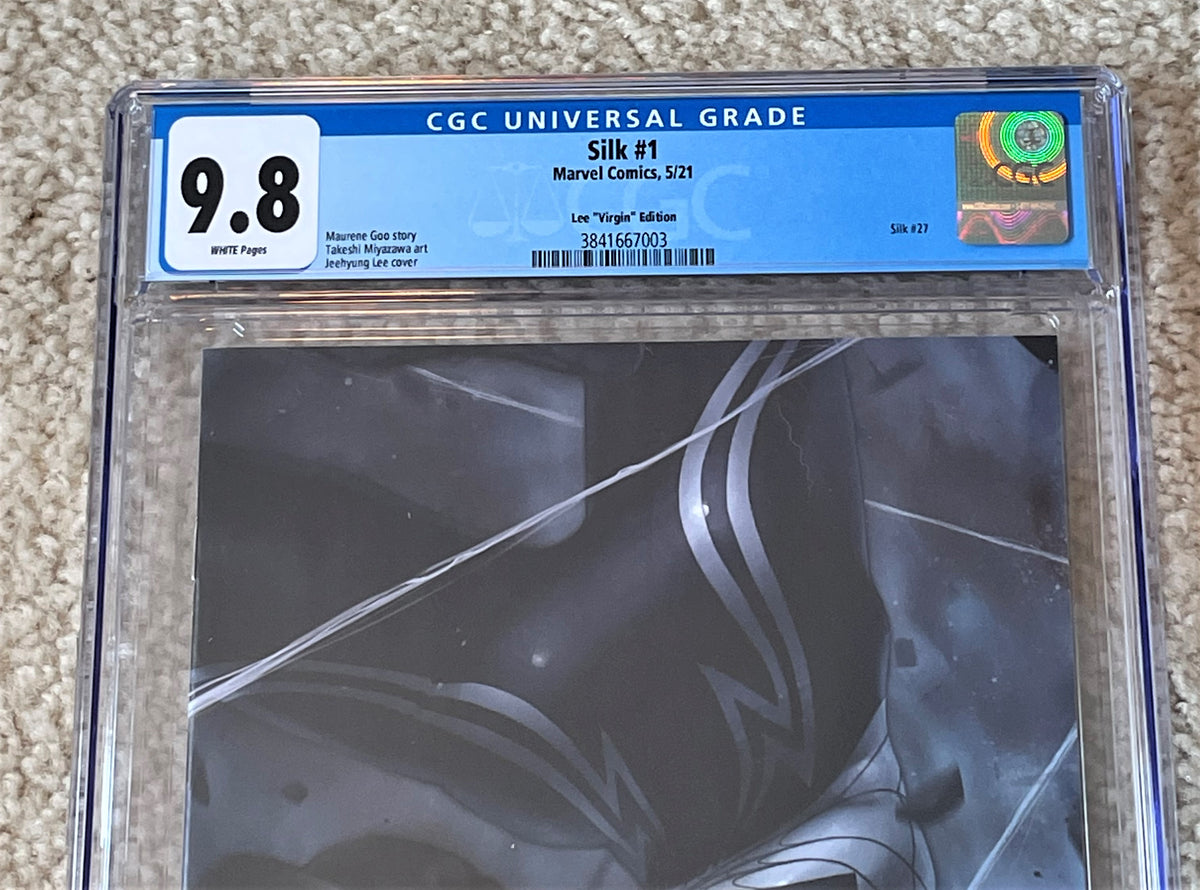 CGC UNIVERSAL GRADE
9.8
WHITE Pages
Silk #1
Marvel Comics, 5/21
Lee "Virgin" Edition
3841667003
Maurene Goo story
Takeshi Miyazawa art
Jeehyung Lee cover
Silk #27
CGC
CGC